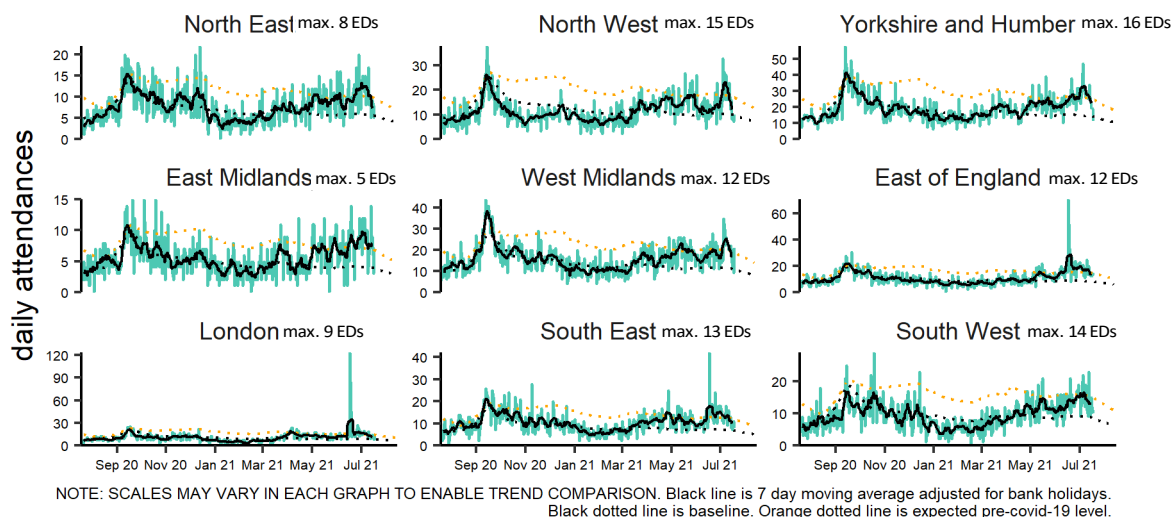 North East max. 8 EDs
North West max. 15 EDs
Yorkshire and Humber max. 16 EDs
20
15
10
5
0
30
20
10
0
50
40
30
20
10
0
East Midlands max. 5 EDs
West Midlands max. 12 EDs
East of England max. 12 EDs
15
10
5
0
40
30
20
10
0
60
40
20
0
daily attendances
London max. 9 EDs
South East max. 13 EDs
South West max. 14 EDs
120
90
60
30
0
40
30
20
10
0
20
10
0
Sep 20 Nov 20 Jan 21 Mar 21 May 21 Jul 21
Sep 20 Nov 20 Jan 21 Mar 21 May 21 Jul 21
Sep 20 Nov 20 Jan 21 Mar 21 May 21 Jul 21
NOTE: SCALES MAY VARY IN EACH GRAPH TO ENABLE TREND COMPARISON. Black line is 7 day moving average adjusted for bank holidays.
Black dotted line is baseline. Orange dotted line is expected pre-covid-19 level.